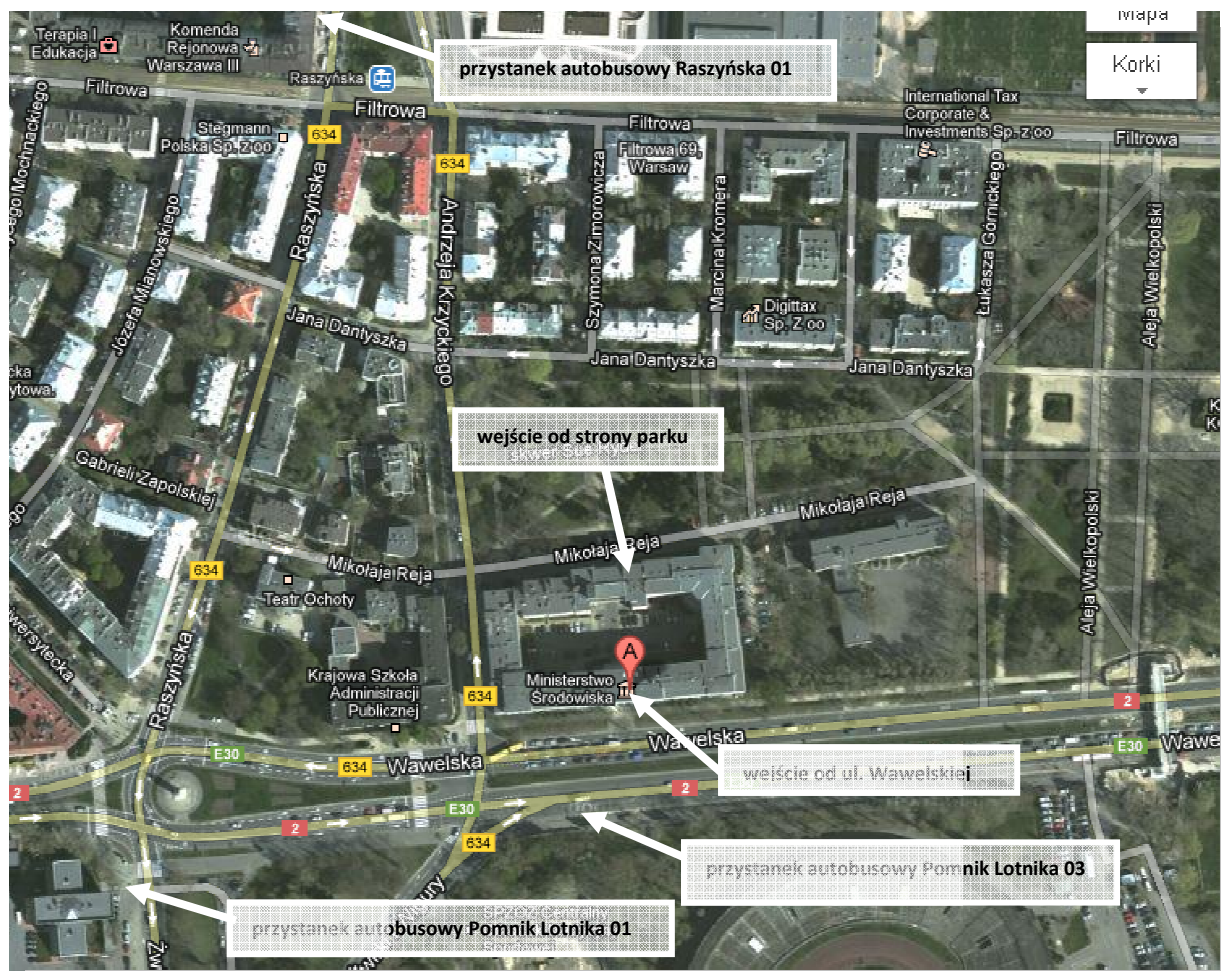 Mapa
Korki
Terapia I
Edukacja
Komenda
Rejonowa
Warszawa III
przystanek autobusowy Raszyńska 01
Raszyńska
Filtrowa
Filtrowa
Filtrowa
Filtrowa
International Tax
Corporate &
Investments Sp. z oo
Stegmann
Polska Sp. z oo
634
634
Filtrowa 69,
Warsaw
Józefa Mianowskiego
Raszyńska
Andrzeja Krzyckiego
Szymona Zimorowicza
Marcina Kromera
Łukasza Górnickiego
Aleja Wielkopolski
Digittax
Sp. Z oo
Jana Dantyszka
Jana Dantyszka
Jana Dantyszka
wejście od strony parku
Gabrieli Zapolskiej
Mikołaja Reja
Mikołaja Reja
Mikołaja Reja
634
Teatr Ochoty
Aleja Wielkopolski
A
Ministerstwo
Środowiska
Krajowa Szkoła
Administracji
Publicznej
Raszyńska
634
2
Wawelska
E30
634
Wawelska
E30
wejście od ul. Wawelskiej
2
2
E30
2
634
przystanek autobusowy Pomnik Lotnika 03
przystanek autobusowy Pomnik Lotnika 01